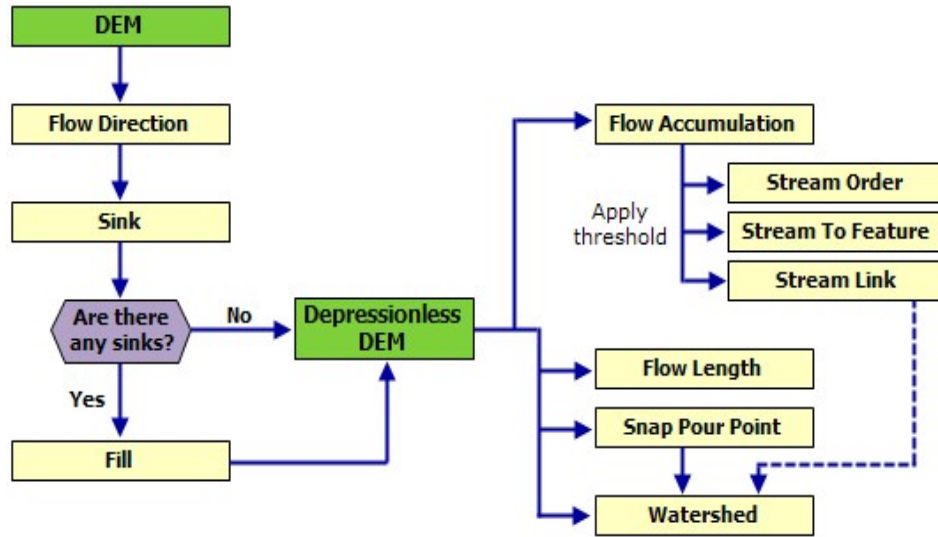 DEM
Flow Direction
Sink
Are there
any sinks?
No
Yes
Fill
Depressionless
DEM
Flow Accumulation
Apply
threshold
Stream Order
Stream To Feature
Stream Link
Flow Length
Snap Pour Point
Watershed